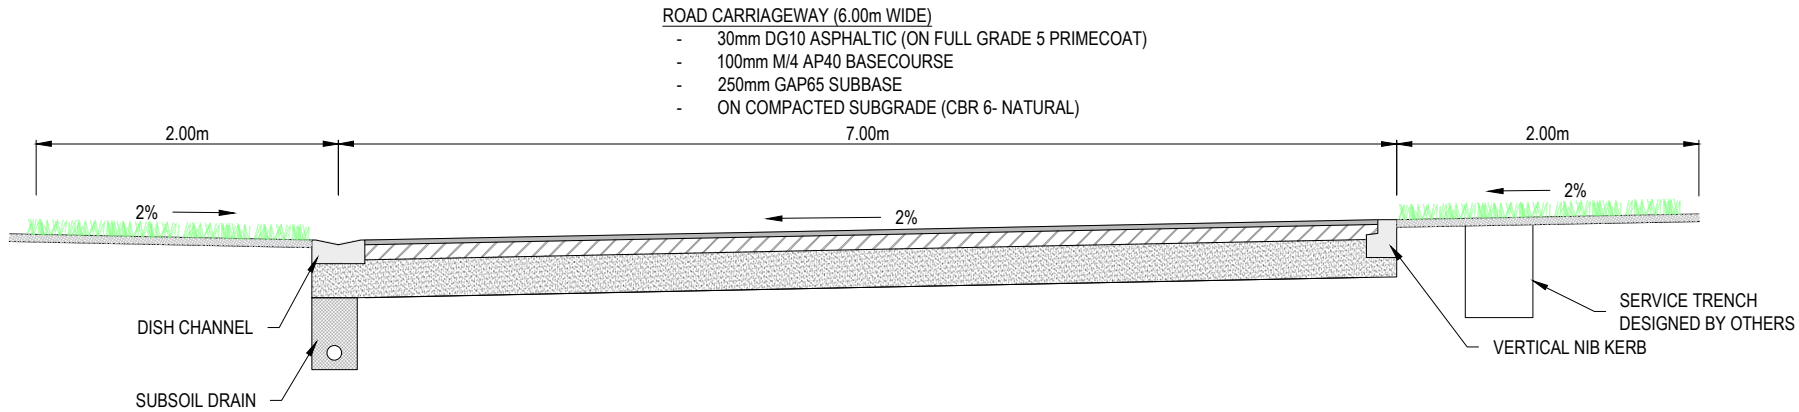 ROAD CARRIAGEWAY (6.00m WIDE)
- 30mm DG10 ASPHALTIC (ON FULL GRADE 5 PRIMECOAT)
- 100mm M/4 AP40 BASECOURSE
- 250mm GAP65 SUBBASE
- ON COMPACTED SUBGRADE (CBR 6- NATURAL)
2.00m
7.00m
2.00m
2%
2%
2%
DISH CHANNEL
SUBSOIL DRAIN
SERVICE TRENCH
DESIGNED BY OTHERS
VERTICAL NIB KERB